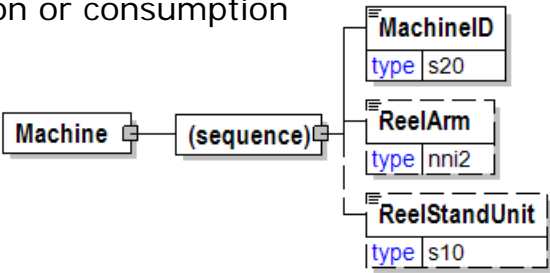 on or consumption
MachineID
type s20
ReelArm
type nni2
Machine
(sequence)
ReelStandUnit
type s10